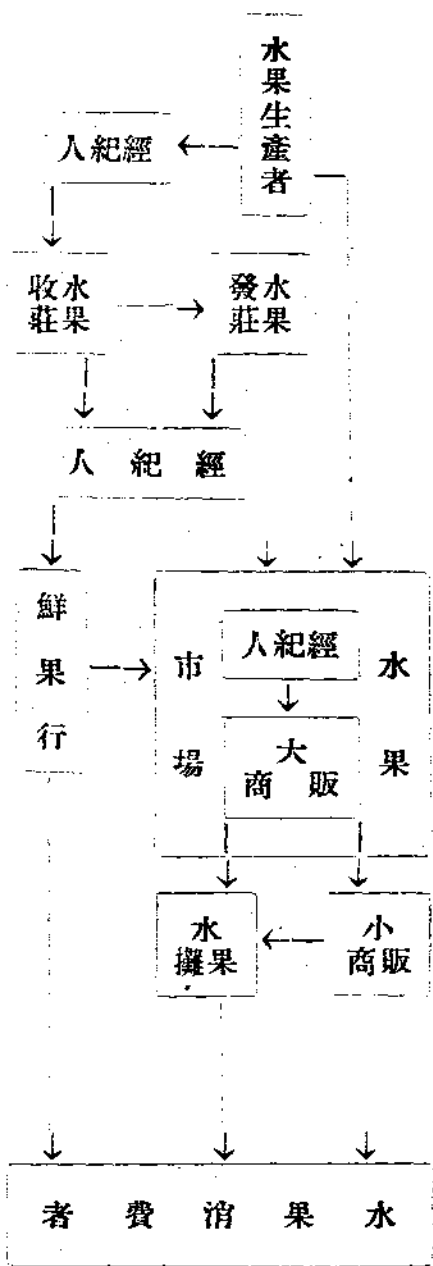 水果生產者
經紀人
水果收莊
水果發莊
經紀人
鮮果行
水果市場
經紀人
大商販
水果攤
小商販
水果消費者